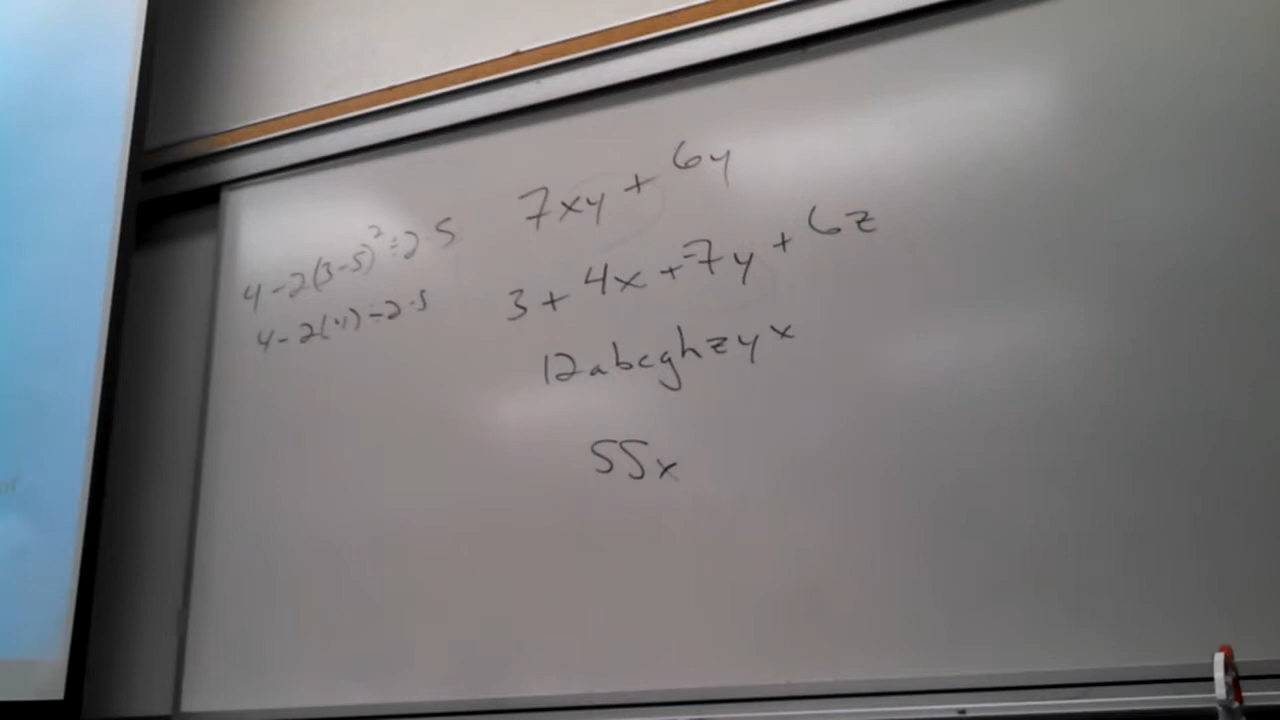 4-2(3-5)²÷2·5
4-2(4)÷2·5
7xy + 6y
3 + 4x + -7y + 6z
12abcghzyx
55x